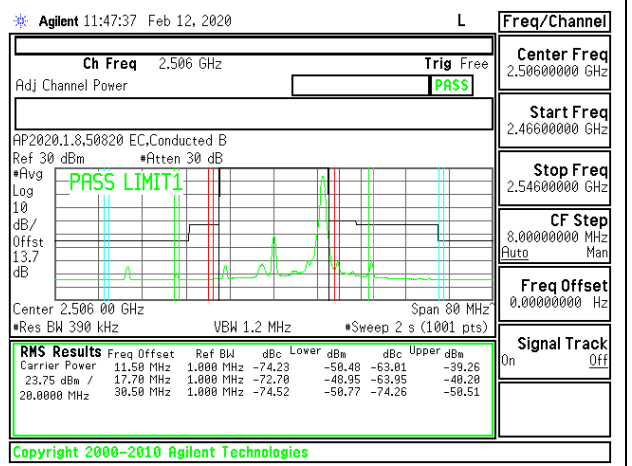 Agilent 11:47:37 Feb 12, 2020 L Freq/Channel
Ch Freq 2.506 GHz Trig Free
Adj Channel Power PASS
Center Freq
2.50600000 GHz
Start Freq
2.46600000 GHz
Stop Freq
2.54600000 GHz
CF Step
8.00000000 MHz
Auto Man
Freq Offset
0.00000000 Hz
Signal Track
On Off
AP2020.1.8,50820 EC,Conducted B
Ref 30 dBm #Atten 30 dB
#Avg
Log
10
dB/
Offst
13.7
dB
PASS LIMIT1
Center 2.506 00 GHz Span 80 MHz^
#Res BW 390 kHz VBW 1.2 MHz #Sweep 2 s (1001 pts)
RMS Results Freq Offset Ref BW dBc Lower dBm dBc Upper dBm
Carrier Power 11.50 MHz 1.000 MHz -74.23 -50.48 -63.01 -39.26
23.75 dBm / 17.70 MHz 1.000 MHz -72.70 -48.95 -63.95 -40.20
20.0000 MHz 30.50 MHz 1.000 MHz -74.52 -50.77 -74.26 -50.51
Copyright 2000-2010 Agilent Technologies